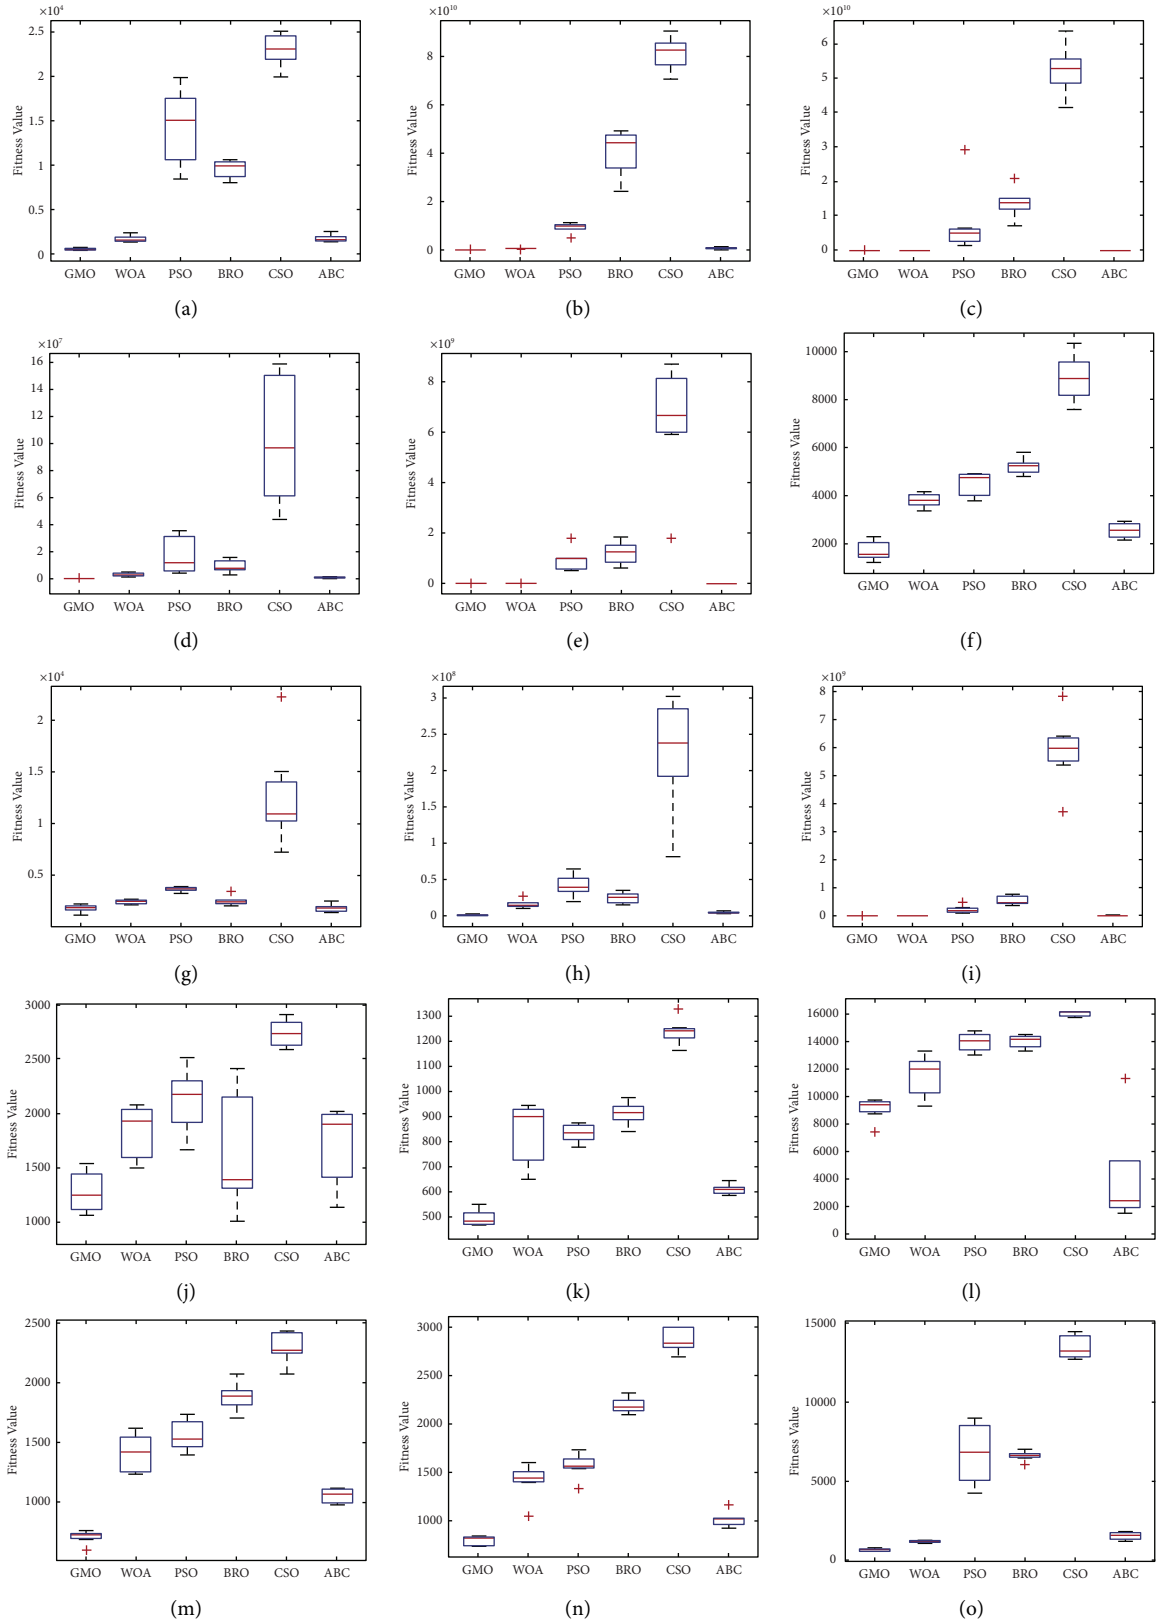 ×10⁴
2.5
2
1.5
1
0.5
0
Fitness Value
GMO WOA PSO BRO CSO ABC
(a)
×10¹⁰
8
6
4
2
0
Fitness Value
GMO WOA PSO BRO CSO ABC
(b)
×10¹⁰
6
5
4
3
2
1
0
Fitness Value
GMO WOA PSO BRO CSO ABC
(c)
×10⁷
16
14
12
10
8
6
4
2
0
Fitness Value
GMO WOA PSO BRO CSO ABC
(d)
×10⁹
8
6
4
2
0
Fitness Value
GMO WOA PSO BRO CSO ABC
(e)
10000
8000
6000
4000
2000
Fitness Value
GMO WOA PSO BRO CSO ABC
(f)
×10⁴
2
1.5
1
0.5
Fitness Value
GMO WOA PSO BRO CSO ABC
(g)
×10⁸
3
2.5
2
1.5
1
0.5
0
Fitness Value
GMO WOA PSO BRO CSO ABC
(h)
×10⁹
8
7
6
5
4
3
2
1
0
Fitness Value
GMO WOA PSO BRO CSO ABC
(i)
3000
2500
2000
1500
1000
Fitness Value
GMO WOA PSO BRO CSO ABC
(j)
1300
1200
1100
1000
900
800
700
600
500
Fitness Value
GMO WOA PSO BRO CSO ABC
(k)
16000
14000
12000
10000
8000
6000
4000
2000
0
Fitness Value
GMO WOA PSO BRO CSO ABC
(l)
2500
2000
1500
1000
Fitness Value
GMO WOA PSO BRO CSO ABC
(m)
3000
2500
2000
1500
1000
Fitness Value
GMO WOA PSO BRO CSO ABC
(n)
15000
10000
5000
0
Fitness Value
GMO WOA PSO BRO CSO ABC
(o)